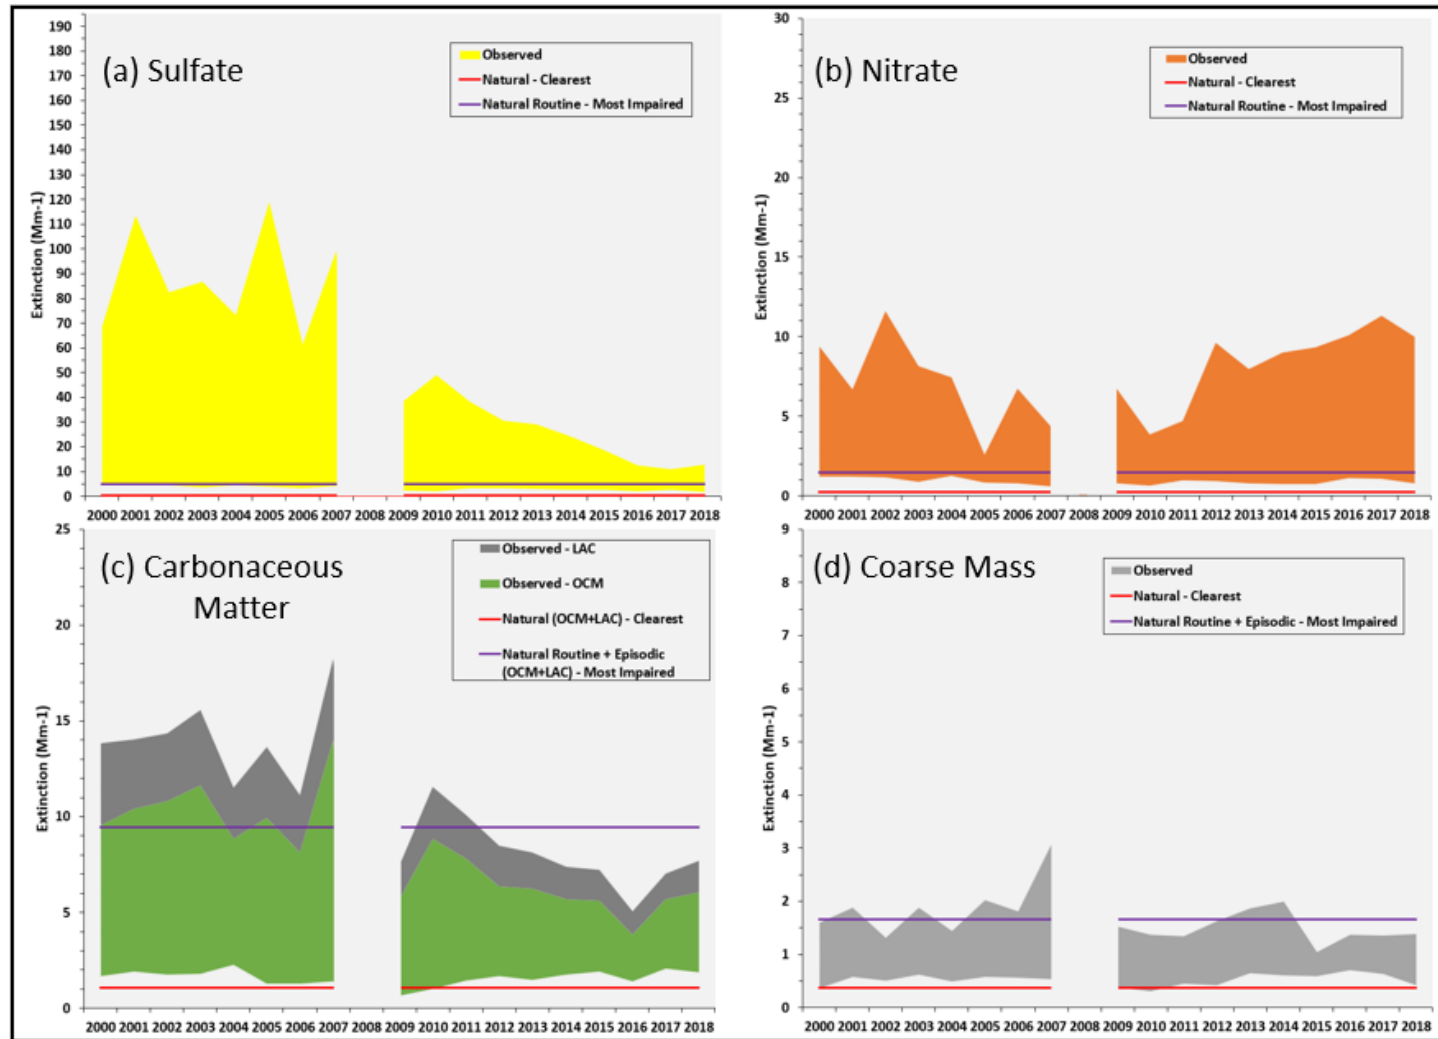 (a) Sulfate
Observed
Natural - Clearest
Natural Routine - Most Impaired
Extinction (Mm-1)
190
180
170
160
150
140
130
120
110
100
90
80
70
60
50
40
30
20
10
0
2000 2001 2002 2003 2004 2005 2006 2007 2008 2009 2010 2011 2012 2013 2014 2015 2016 2017 2018
(b) Nitrate
Observed
Natural - Clearest
Natural Routine - Most Impaired
Extinction (Mm-1)
30
25
20
15
10
5
0
2000 2001 2002 2003 2004 2005 2006 2007 2008 2009 2010 2011 2012 2013 2014 2015 2016 2017 2018
(c) Carbonaceous
Matter
Observed - LAC
Observed - OCM
Natural (OCM+LAC) - Clearest
Natural Routine + Episodic
(OCM+LAC) - Most Impaired
Extinction (Mm-1)
25
20
15
10
5
0
2000 2001 2002 2003 2004 2005 2006 2007 2008 2009 2010 2011 2012 2013 2014 2015 2016 2017 2018
(d) Coarse Mass
Observed
Natural - Clearest
Natural Routine + Episodic - Most Impaired
Extinction (Mm-1)
9
8
7
6
5
4
3
2
1
0
2000 2001 2002 2003 2004 2005 2006 2007 2008 2009 2010 2011 2012 2013 2014 2015 2016 2017 2018